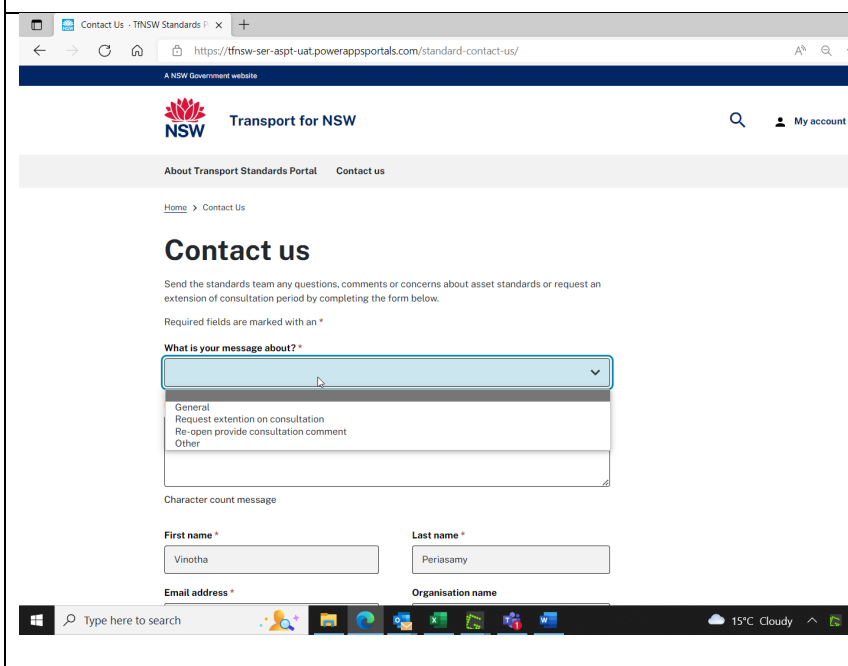 Contact Us · TfNSW Standards P
https://tfnsw-ser-aspt-uat.powerappsportals.com/standard-contact-us/
A NSW Government website
NSW
Transport for NSW
My account
About Transport Standards Portal Contact us
Home > Contact Us
Contact us
Send the standards team any questions, comments or concerns about asset standards or request an
extension of consultation period by completing the form below.
Required fields are marked with an *
What is your message about? *
General
Request extention on consultation
Re-open provide consultation comment
Other
Character count message
First name * Last name *
Vinotha Periasamy
Email address * Organisation name
Type here to search 15°C Cloudy